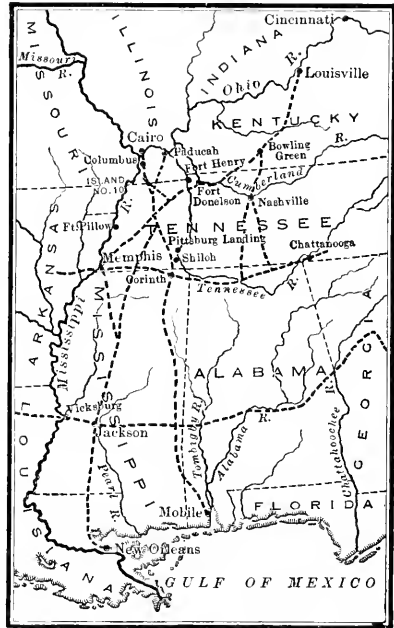 Cincinnati
MISSOURI
ILLINOIS
INDIANA
Missouri
R.
Ohio R.
Louisville
KENTUCKY
Cairo
Paducah
Columbus
Fort Henry
Bowling
Green
R.
ISLAND
NO. 10
Cumberland
Fort
Donelson
Nashville
R.
TENNESSEE
Ft. Pillow
Pittsburg Landing
Chattanooga
Memphis
Shiloh
Corinth
Tennessee
R.
ARKANSAS
Mississippi
MISSISSIPPI
ALABAMA
GEORGIA
Vicksburg
Jackson
Tombigby R.
Alabama
R.
Chattahoochee
R.
Pearl R.
LOUISIANA
Mobile
FLORIDA
New Orleans
GULF OF MEXICO